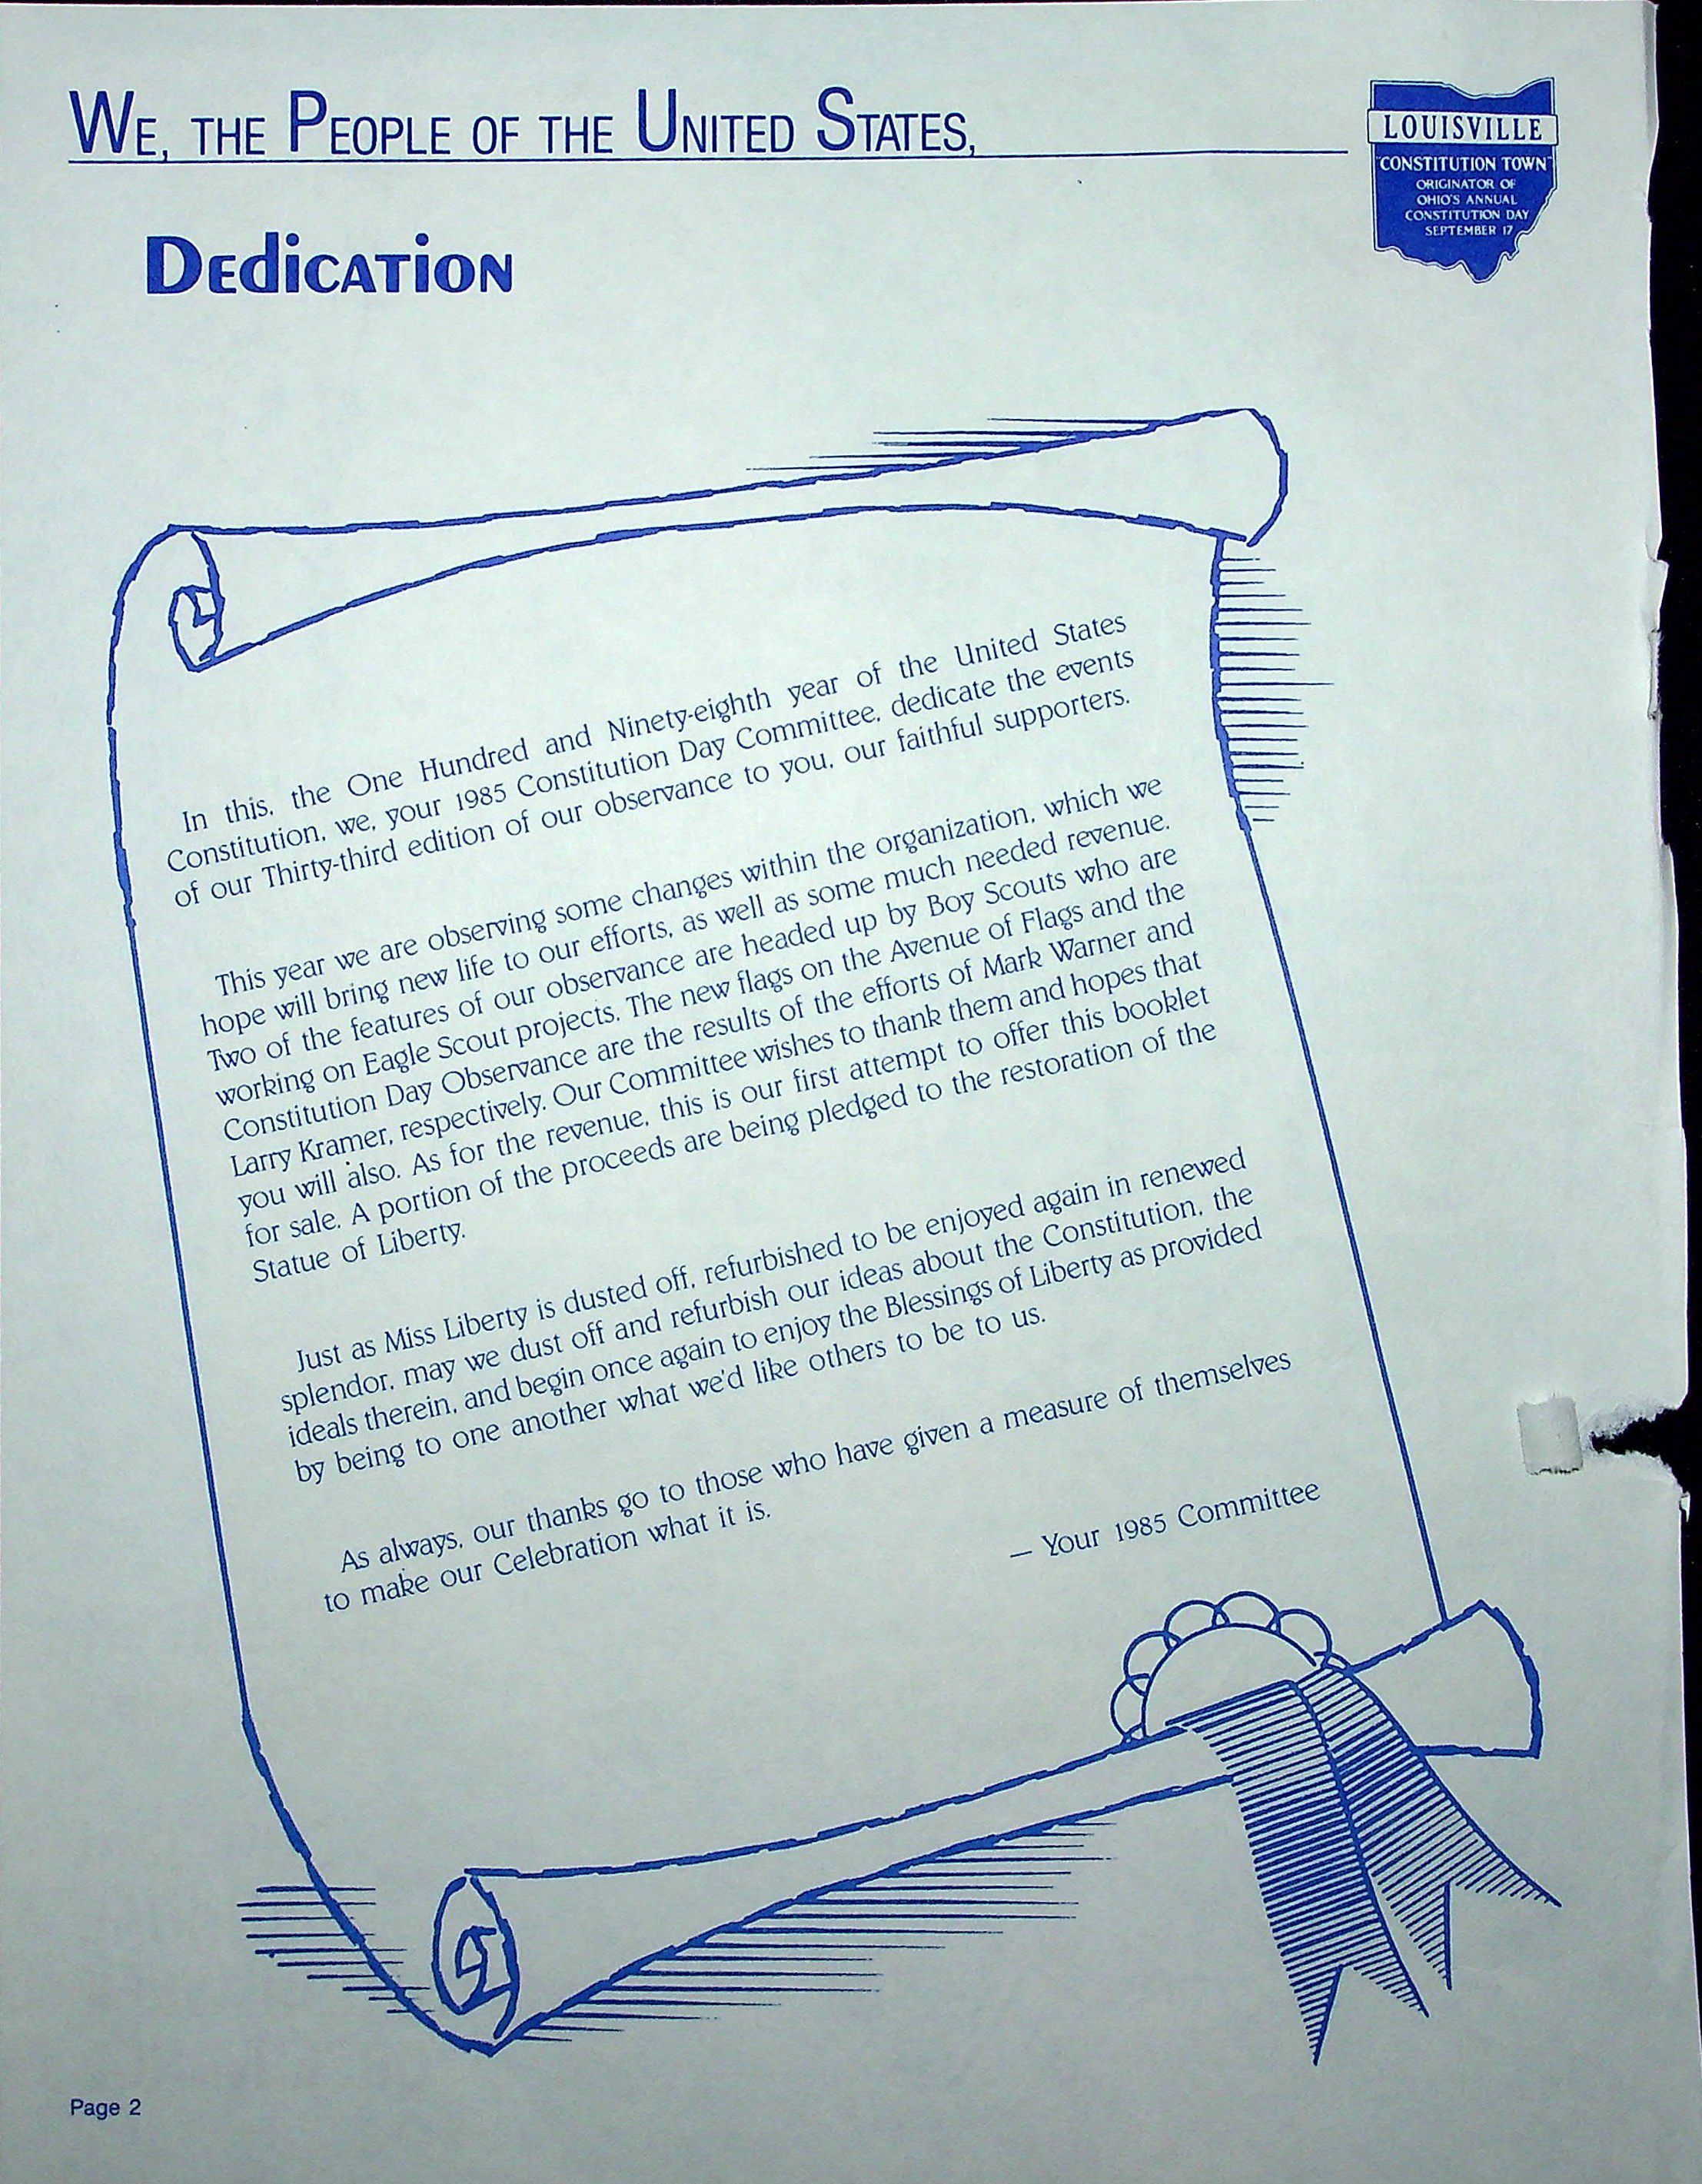 WE, THE PEOPLE OF THE UNITED STATES,
LOUISVILLE
"CONSTITUTION TOWN"
ORIGINATOR OF
OHIO'S ANNUAL
CONSTITUTION DAY
SEPTEMBER 17
DEdicATioN
In this, the One Hundred and Ninety-eighth year of the United States
Constitution, we, your 1985 Constitution Day Committee, dedicate the events
of our Thirty-third edition of our observance to you, our faithful supporters.
This year we are observing some changes within the organization, which we
hope will bring new life to our efforts, as well as some much needed revenue.
Two of the features of our observance are headed up by Boy Scouts who are
working on Eagle Scout projects. The new flags on the Avenue of Flags and the
Constitution Day Observance are the results of the efforts of Mark Warner and
Larry Kramer, respectively. Our Committee wishes to thank them and hopes that
you will also. As for the revenue, this is our first attempt to offer this booklet
for sale. A portion of the proceeds are being pledged to the restoration of the
Statue of Liberty.
Just as Miss Liberty is dusted off, refurbished to be enjoyed again in renewed
splendor, may we dust off and refurbish our ideas about the Constitution, the
ideals therein, and begin once again to enjoy the Blessings of Liberty as provided
by being to one another what we'd like others to be to us.
As always, our thanks go to those who have given a measure of themselves
to make our Celebration what it is.
— Your 1985 Committee
Page 2